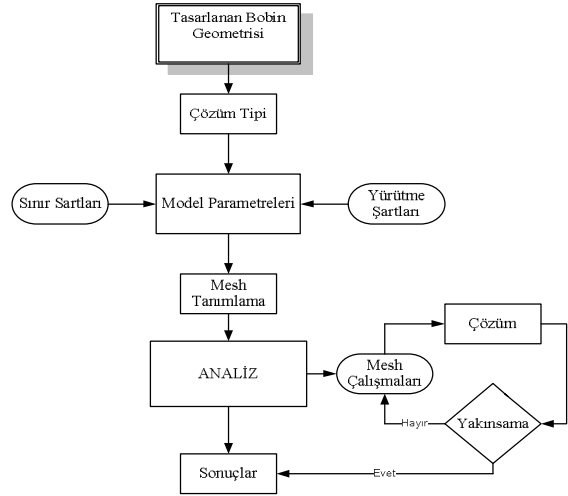 Tasarlanan Bobin
Geometrisi
Çözüm Tipi
Sınır Sartları
Model Parametreleri
Yürütme
Şartları
Mesh
Tanımlama
Çözüm
ANALİZ
Mesh
Çalışmaları
Hayır
Yakınsama
Sonuçlar
Evet